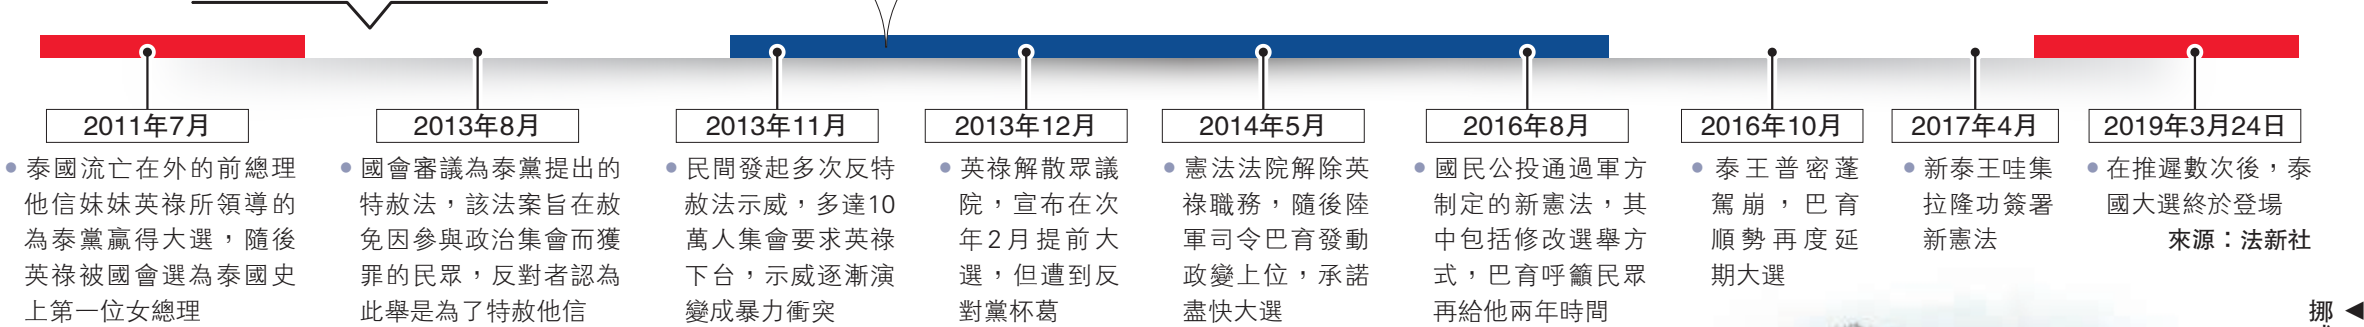 2011年7月
泰國流亡在外的前總理
他信妹妹英祿所領導的
為泰黨贏得大選，隨後
英祿被國會選為泰國史
上第一位女總理
2013年8月
國會審議為泰黨提出的
特赦法，該法案旨在赦
免因參與政治集會而獲
罪的民眾，反對者認為
此舉是為了特赦他信
2013年11月
民間發起多次反特
赦法示威，多達10
萬人集會要求英祿
下台，示威逐漸演
變成暴力衝突
2013年12月
英祿解散眾議
院，宣布在次
年2月提前大
選，但遭到反
對黨杯葛
2014年5月
憲法法院解除英
祿職務，隨後陸
軍司令巴育發動
政變上位，承諾
盡快大選
2016年8月
國民公投通過軍方
制定的新憲法，其
中包括修改選舉方
式，巴育呼籲民眾
再給他兩年時間
2016年10月
泰王普密蓬
駕崩，巴育
順勢再度延
期大選
2017年4月
新泰王哇集
拉隆功簽署
新憲法
2019年3月24日
在推遲數次後，泰
國大選終於登場
來源：法新社
挪